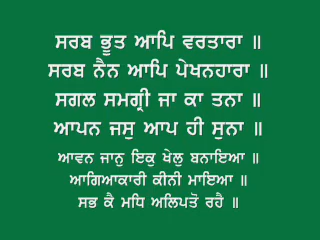 ਸਰਬ ਭੂਤ ਆਪਿ ਵਰਤਾਰਾ ॥
ਸਰਬ ਨੈਨ ਆਪਿ ਪੇਖਨਹਾਰਾ ॥
ਸਗਲ ਸਮਗ੍ਰੀ ਜਾ ਕਾ ਤਨਾ ॥
ਆਪਨ ਜਸੁ ਆਪ ਹੀ ਸੁਨਾ ॥
ਆਵਨ ਜਾਨੁ ਇਕੁ ਖੇਲੁ ਬਨਾਇਆ ॥
ਆਗਿਆਕਾਰੀ ਕੀਨੀ ਮਾਇਆ ॥
ਸਭ ਕੈ ਮਧਿ ਅਲਿਪਤੋ ਰਹੈ ॥